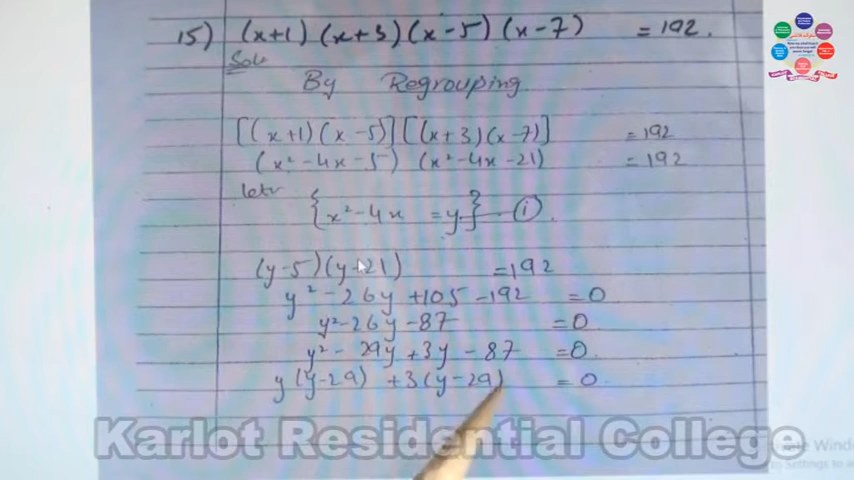 15) (x+1) (x+3) (x-5) (x-7) = 192.
Solu
By Regrouping
[(x+1) (x-5)] [(x+3) (x-7)] = 192
(x²-4x-5) (x²-4x-21) = 192
let
{x²-4x = y} - (i)
(y-5) (y-21) = 192
y² - 26y + 105 - 192 = 0
y² - 26y - 87 = 0
y² - 29y + 3y - 87 = 0
y (y-29) + 3 (y-29) = 0
Karlot Residential College